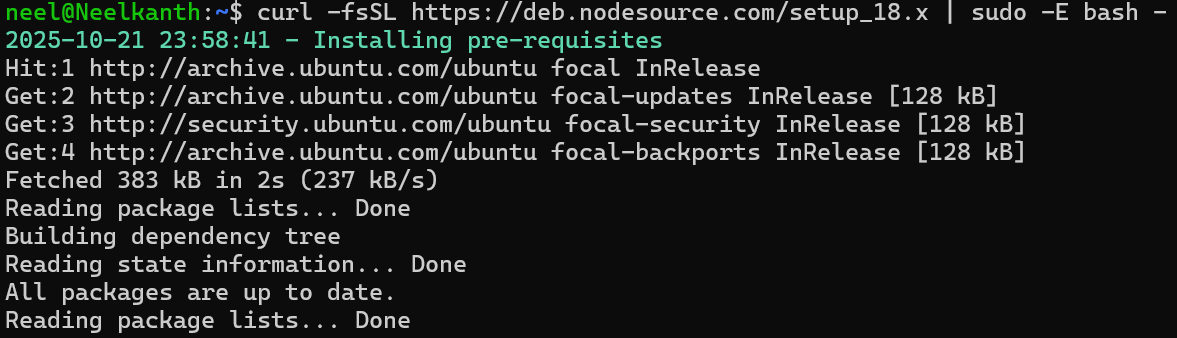 neel@Neelkanth:~$ curl -fsSL https://deb.nodesource.com/setup_18.x | sudo -E bash -
2025-10-21 23:58:41 - Installing pre-requisites
Hit:1 http://archive.ubuntu.com/ubuntu focal InRelease
Get:2 http://archive.ubuntu.com/ubuntu focal-updates InRelease [128 kB]
Get:3 http://security.ubuntu.com/ubuntu focal-security InRelease [128 kB]
Get:4 http://archive.ubuntu.com/ubuntu focal-backports InRelease [128 kB]
Fetched 383 kB in 2s (237 kB/s)
Reading package lists... Done
Building dependency tree
Reading state information... Done
All packages are up to date.
Reading package lists... Done